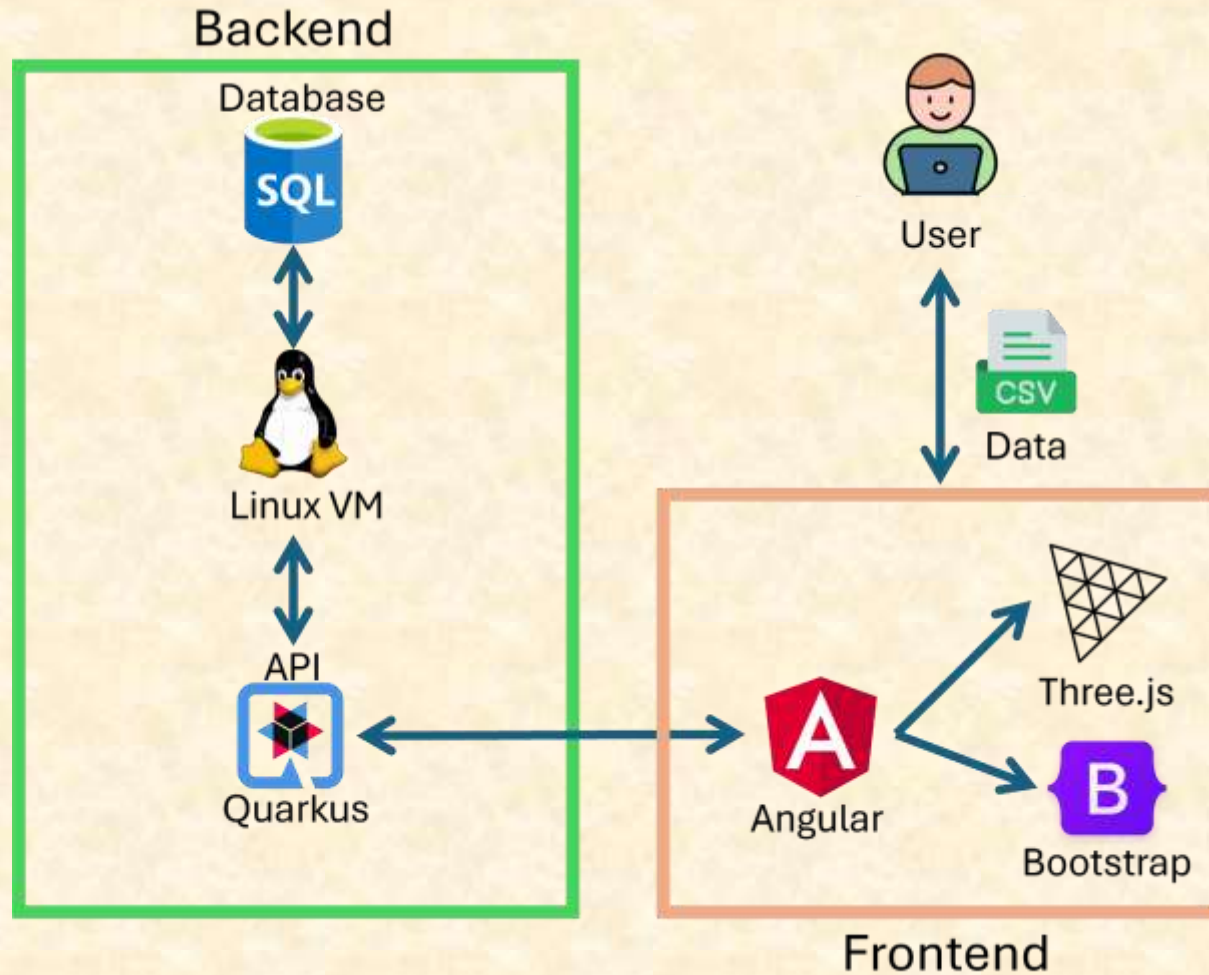 Backend
Database
SQL
Linux VM
API
Quarkus
User
CSV
Data
A
Angular
Three.js
B
Bootstrap
Frontend